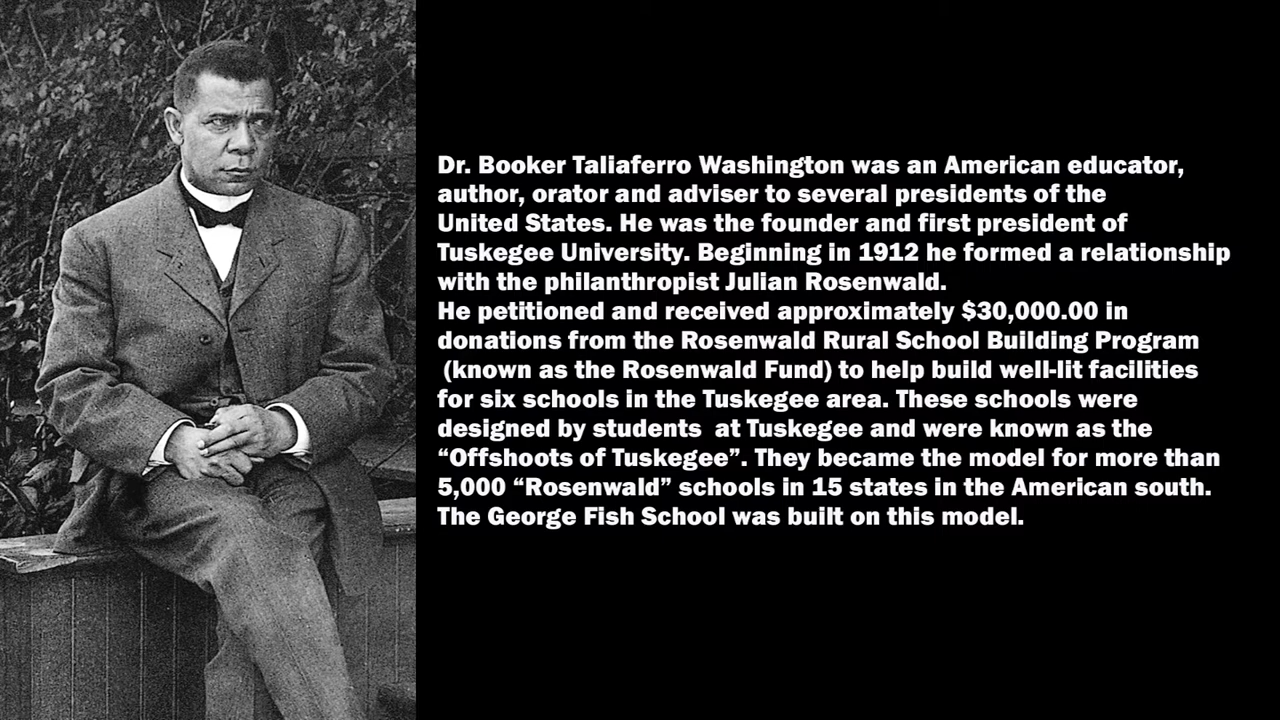 Dr. Booker Taliaferro Washington was an American educator,
author, orator and adviser to several presidents of the
United States. He was the founder and first president of
Tuskegee University. Beginning in 1912 he formed a relationship
with the philanthropist Julian Rosenwald.
He petitioned and received approximately $30,000.00 in
donations from the Rosenwald Rural School Building Program
(known as the Rosenwald Fund) to help build well-lit facilities
for six schools in the Tuskegee area. These schools were
designed by students  at Tuskegee and were known as the
“Offshoots of Tuskegee”. They became the model for more than
5,000 “Rosenwald” schools in 15 states in the American south.
The George Fish School was built on this model.